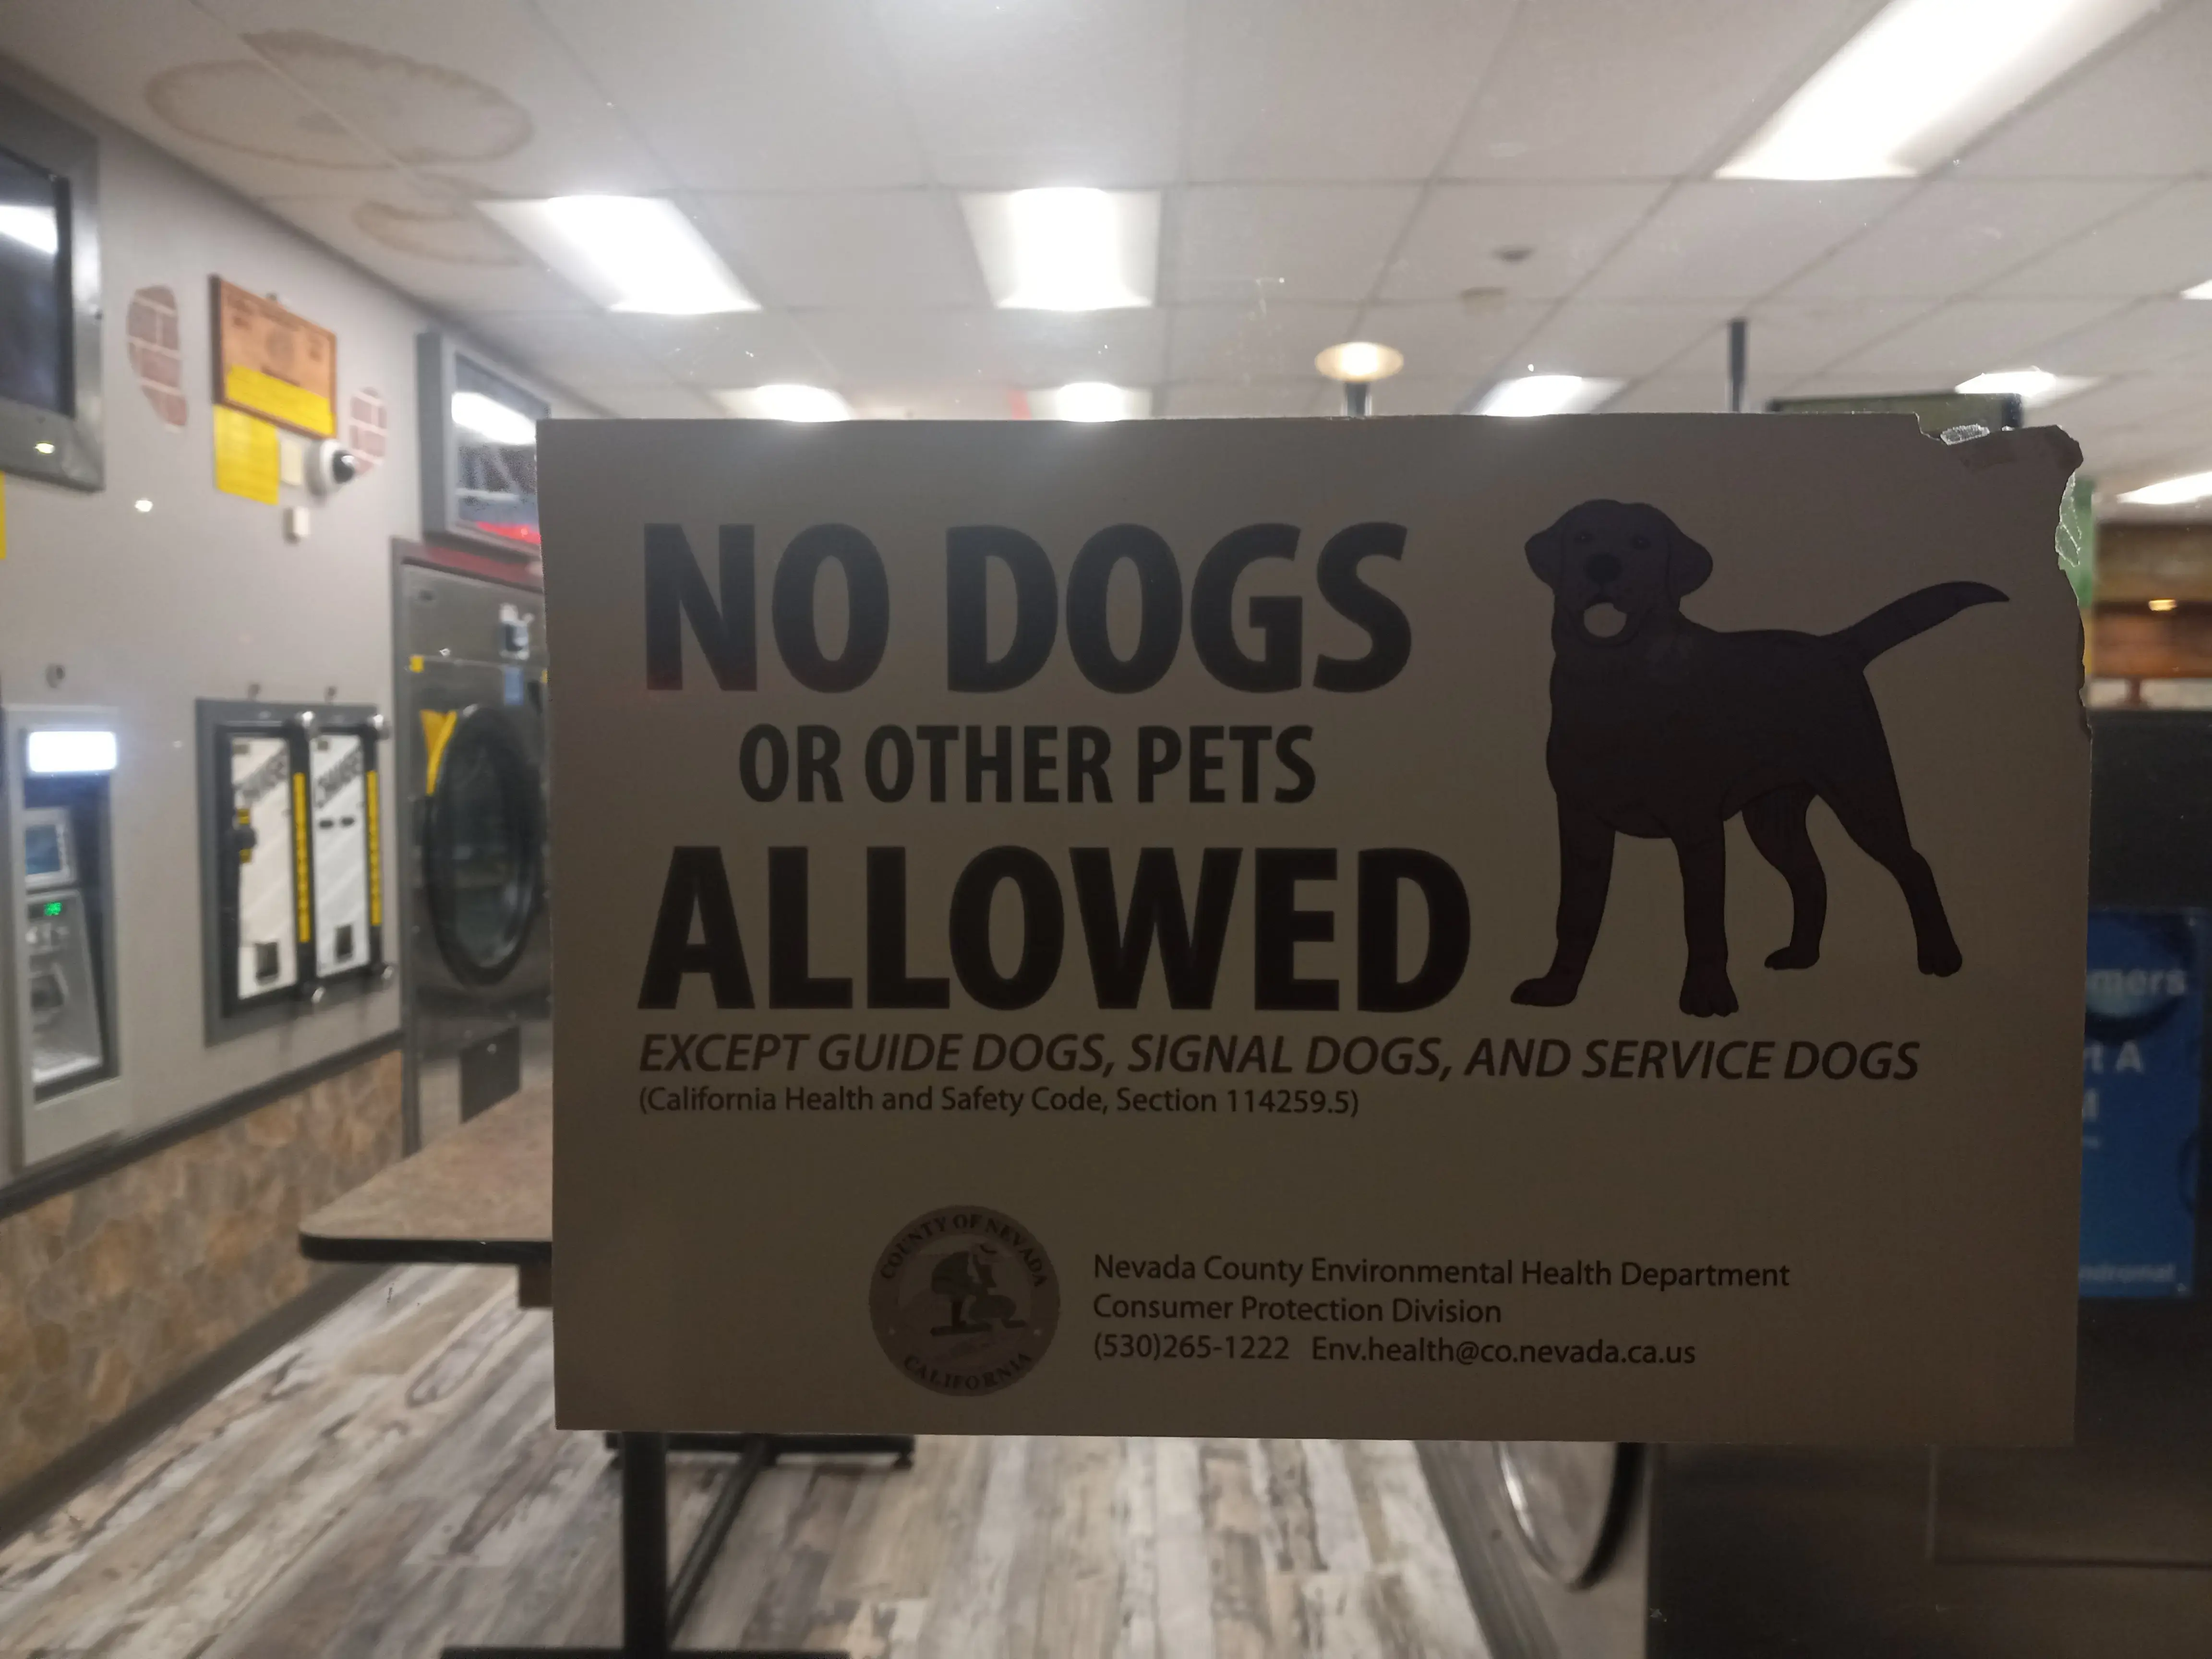 NO DOGS
OR OTHER PETS
ALLOWED
EXCEPT GUIDE DOGS, SIGNAL DOGS, AND SERVICE DOGS
(California Health and Safety Code, Section 114259.5)
COUNTY OF NEVADA
CALIFORNIA
Nevada County Environmental Health Department
Consumer Protection Division
(530)265-1222 Env.health@co.nevada.ca.us
CHANGE
CHANGE